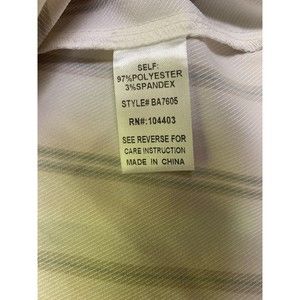 SELF:
97%POLYESTER
3%SPANDEX
STYLE# BA7605
RN#:104403
SEE REVERSE FOR
CARE INSTRUCTION
MADE IN CHINA